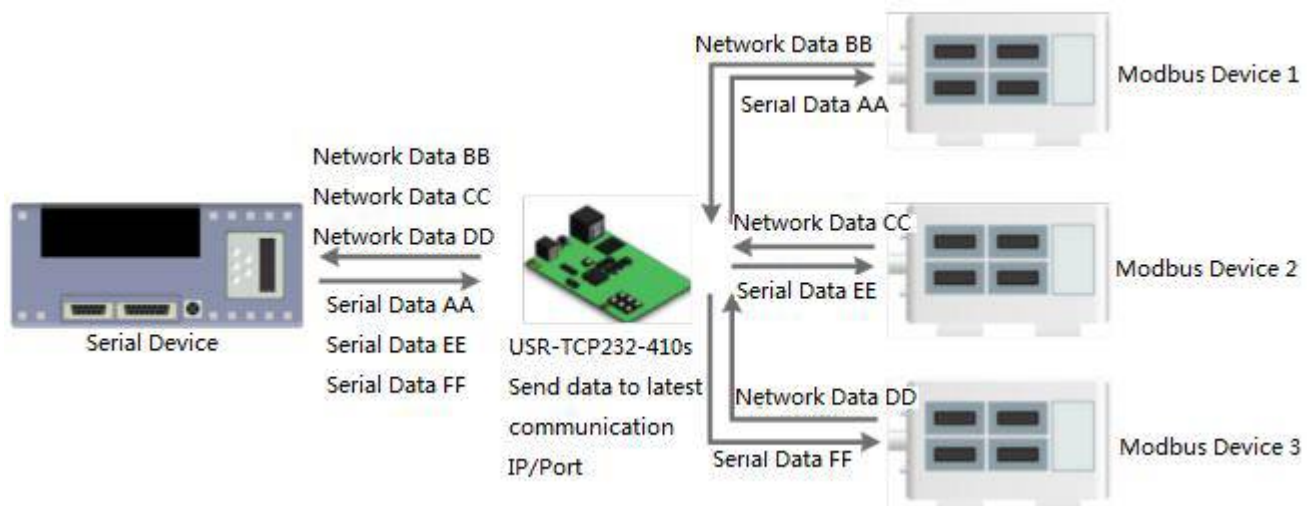 Network Data BB
Serial Data AA
Modbus Device 1
Network Data BB
Network Data CC
Network Data DD
Serial Data AA
Serial Data EE
Serial Data FF
Serial Device
USR-TCP232-410s
Send data to latest
communication
IP/Port
Network Data CC
Serial Data EE
Modbus Device 2
Network Data DD
Serial Data FF
Modbus Device 3